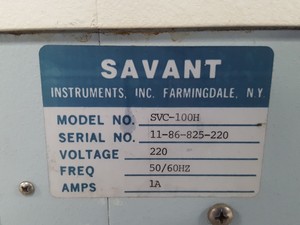 SAVANT
INSTRUMENTS, INC. FARMINGDALE, N.Y.
MODEL NO. SVC-100H
SERIAL NO. 11-86-825-220
VOLTAGE 220
FREQ 50/60HZ
AMPS 1A